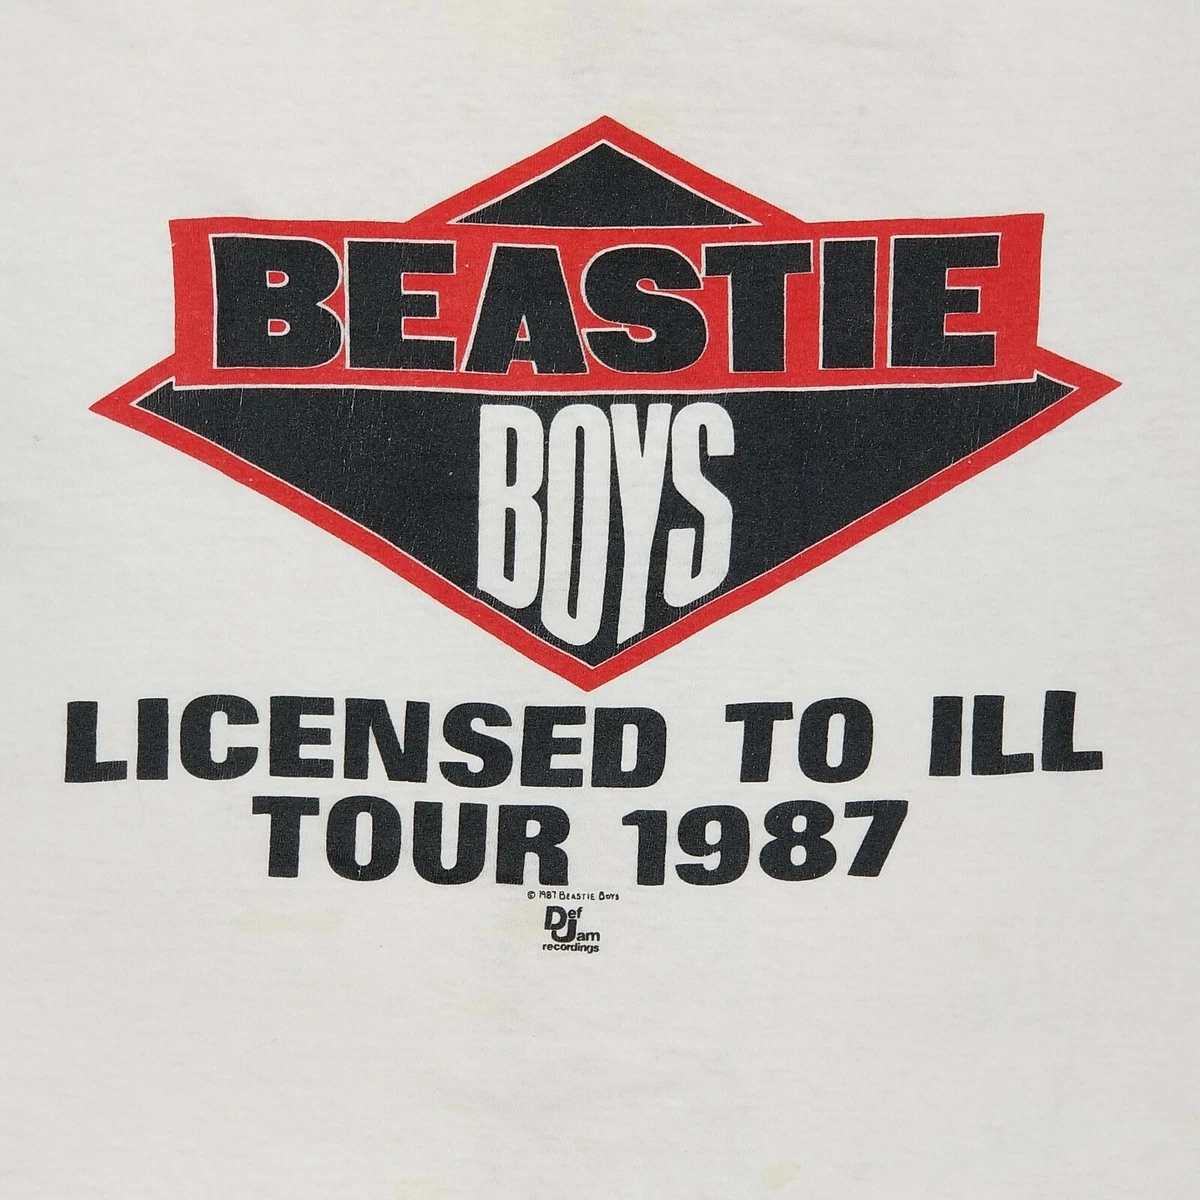 BEASTIE
BOYS
LICENSED TO ILL
TOUR 1987
© 1987 BEASTIE BOYS
Def
Jam
recordings